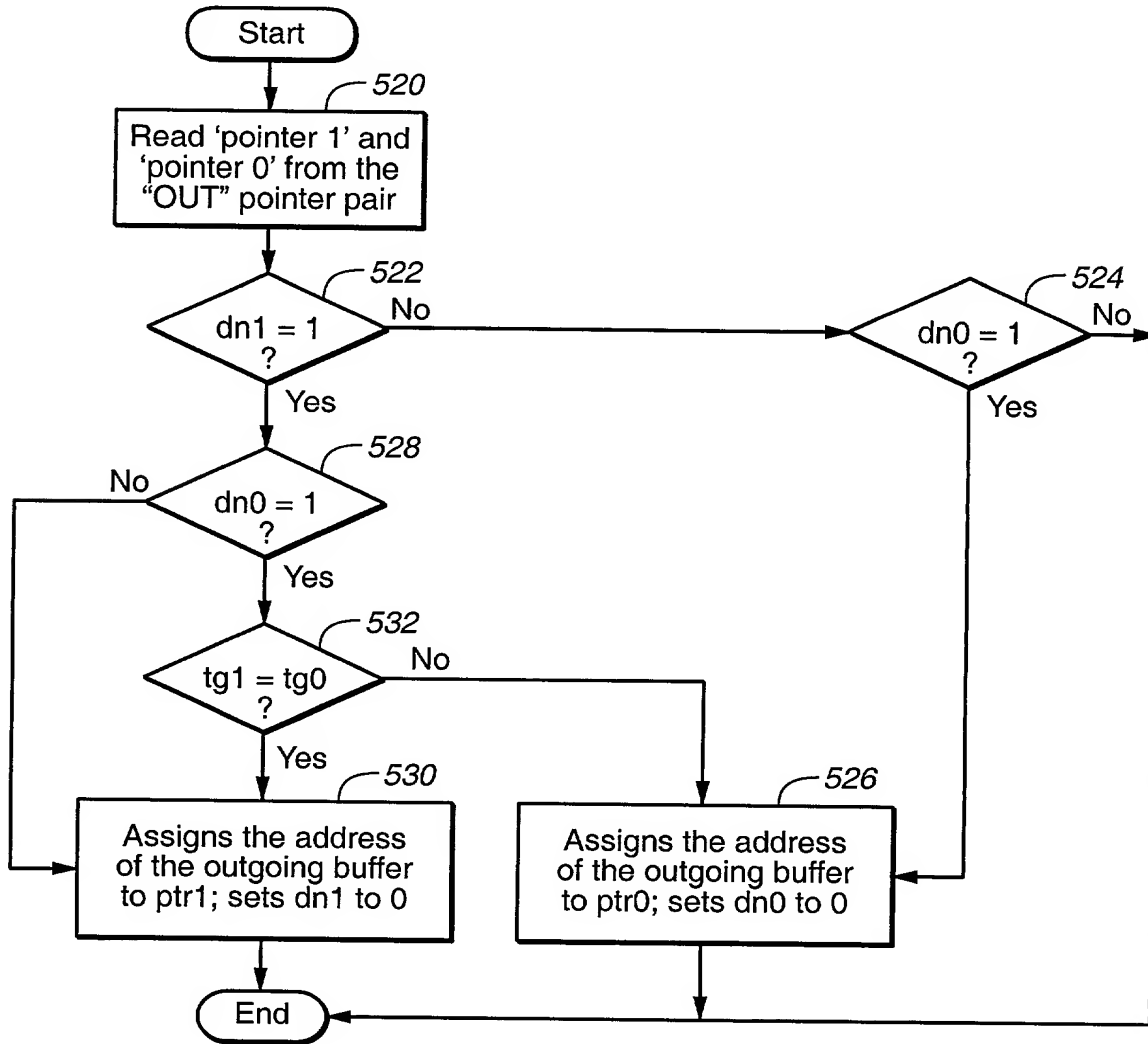 Start
520
Read ‘pointer 1’ and
‘pointer 0’ from the
“OUT” pointer pair
522
dn1 = 1
?
No
Yes
524
dn0 = 1
?
No
Yes
528
dn0 = 1
?
No
Yes
532
tg1 = tg0
?
No
Yes
530
Assigns the address
of the outgoing buffer
to ptr1; sets dn1 to 0
526
Assigns the address
of the outgoing buffer
to ptr0; sets dn0 to 0
End